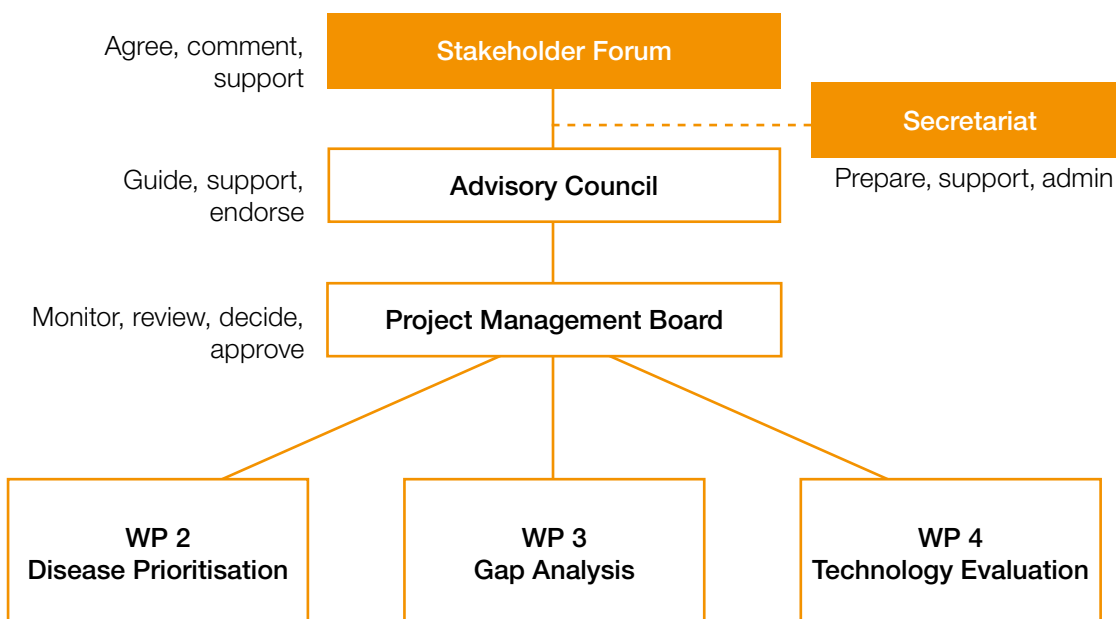 Agree, comment,
support
Stakeholder Forum
Secretariat
Prepare, support, admin
Guide, support,
endorse
Advisory Council
Monitor, review, decide,
approve
Project Management Board
WP 2
Disease Prioritisation
WP 3
Gap Analysis
WP 4
Technology Evaluation